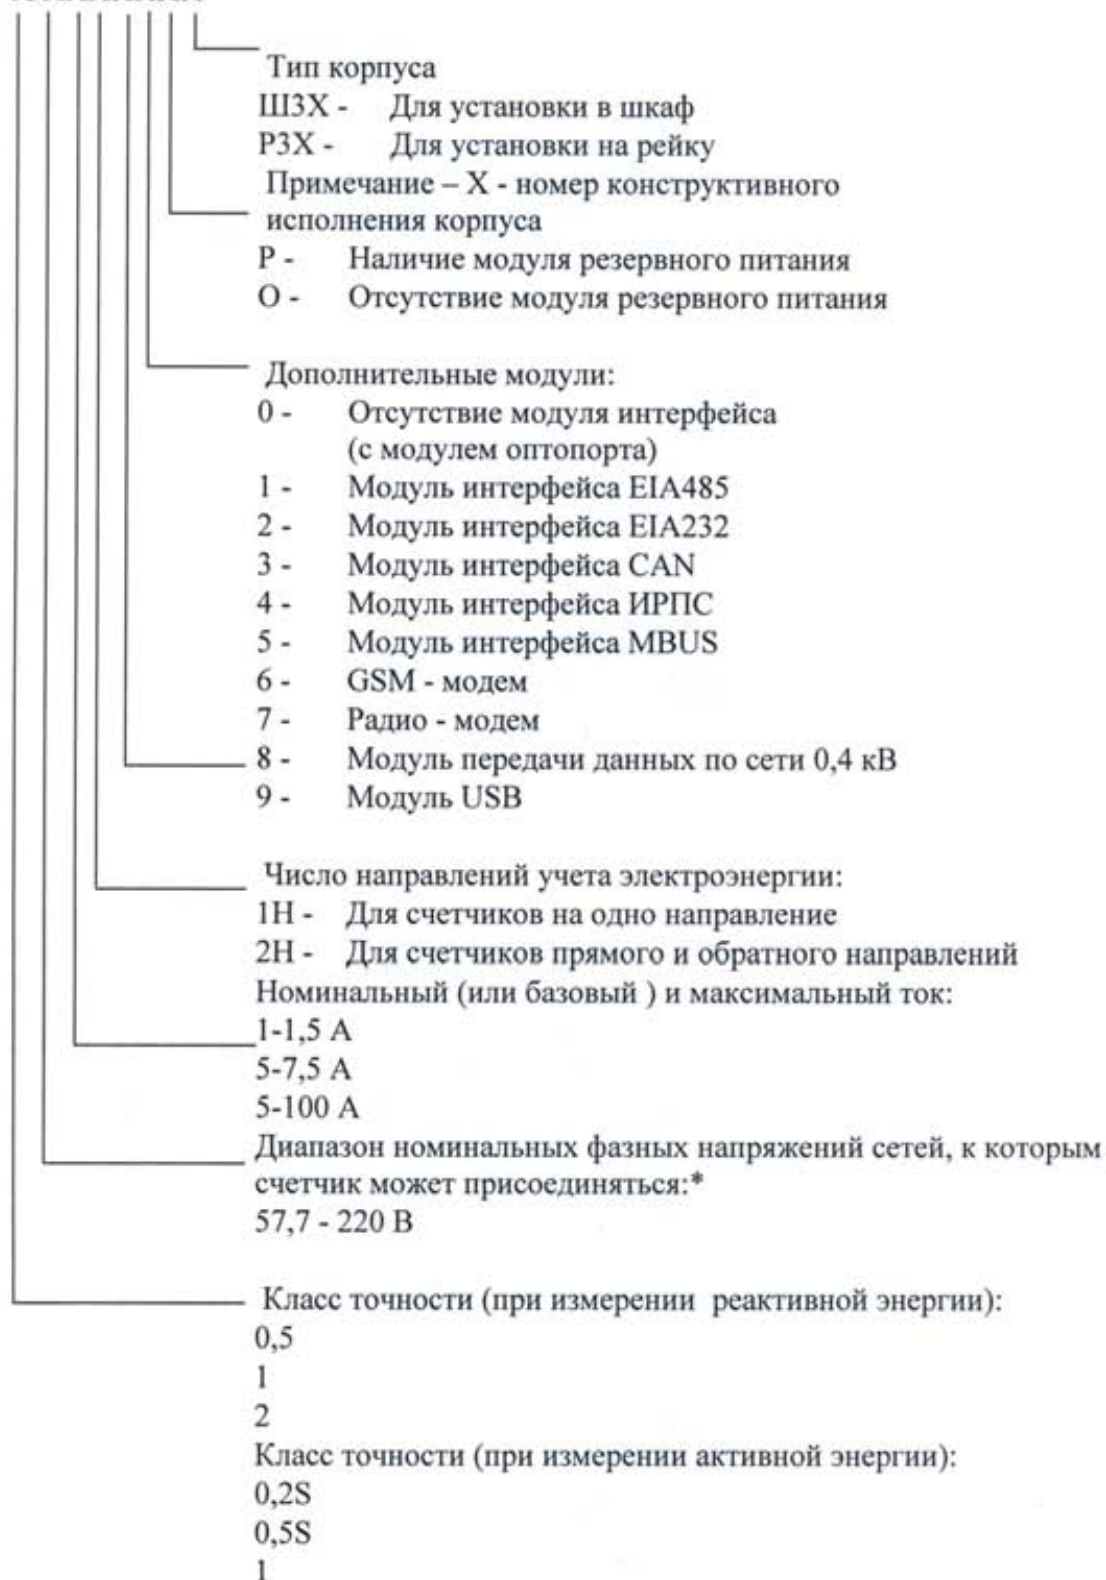 Тип корпуса
Ш3Х - Для установки в шкаф
Р3Х - Для установки на рейку
Примечание – Х - номер конструктивного
исполнения корпуса
Р - Наличие модуля резервного питания
О - Отсутствие модуля резервного питания
Дополнительные модули:
0 - Отсутствие модуля интерфейса
(с модулем оптопорта)
1 - Модуль интерфейса EIA485
2 - Модуль интерфейса EIA232
3 - Модуль интерфейса CAN
4 - Модуль интерфейса ИРПС
5 - Модуль интерфейса MBUS
6 - GSM - модем
7 - Радио - модем
8 - Модуль передачи данных по сети 0,4 кВ
9 - Модуль USB
Число направлений учета электроэнергии:
1Н - Для счетчиков на одно направление
2Н - Для счетчиков прямого и обратного направлений
Номинальный (или базовый ) и максимальный ток:
1-1,5 А
5-7,5 А
5-100 А
Диапазон номинальных фазных напряжений сетей, к которым
счетчик может присоединяться:*
57,7 - 220 В
Класс точности (при измерении реактивной энергии):
0,5
1
2
Класс точности (при измерении активной энергии):
0,2S
0,5S
1